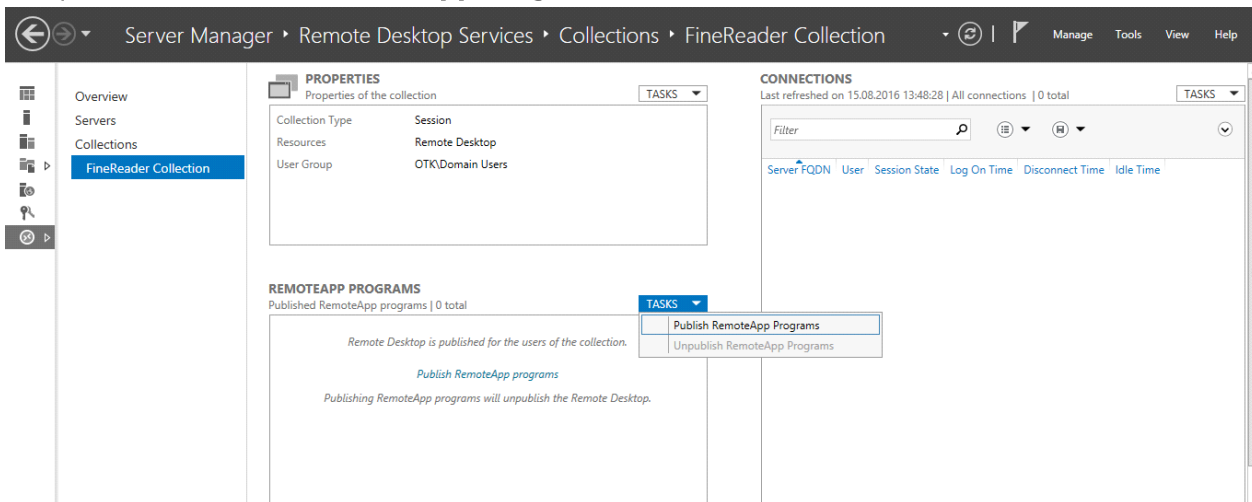 Server Manager ‣ Remote Desktop Services ‣ Collections ‣ FineReader Collection
Manage Tools View Help
Overview
Servers
Collections
FineReader Collection
PROPERTIES
Properties of the collection
TASKS
Collection Type Session
Resources Remote Desktop
User Group OTK\Domain Users
REMOTEAPP PROGRAMS
Published RemoteApp programs | 0 total
TASKS
Publish RemoteApp Programs
Unpublish RemoteApp Programs
Remote Desktop is published for the users of the collection.
Publish RemoteApp programs
Publishing RemoteApp programs will unpublish the Remote Desktop.
CONNECTIONS
Last refreshed on 15.08.2016 13:48:28 | All connections | 0 total
TASKS
Filter
Server FQDN User Session State Log On Time Disconnect Time Idle Time